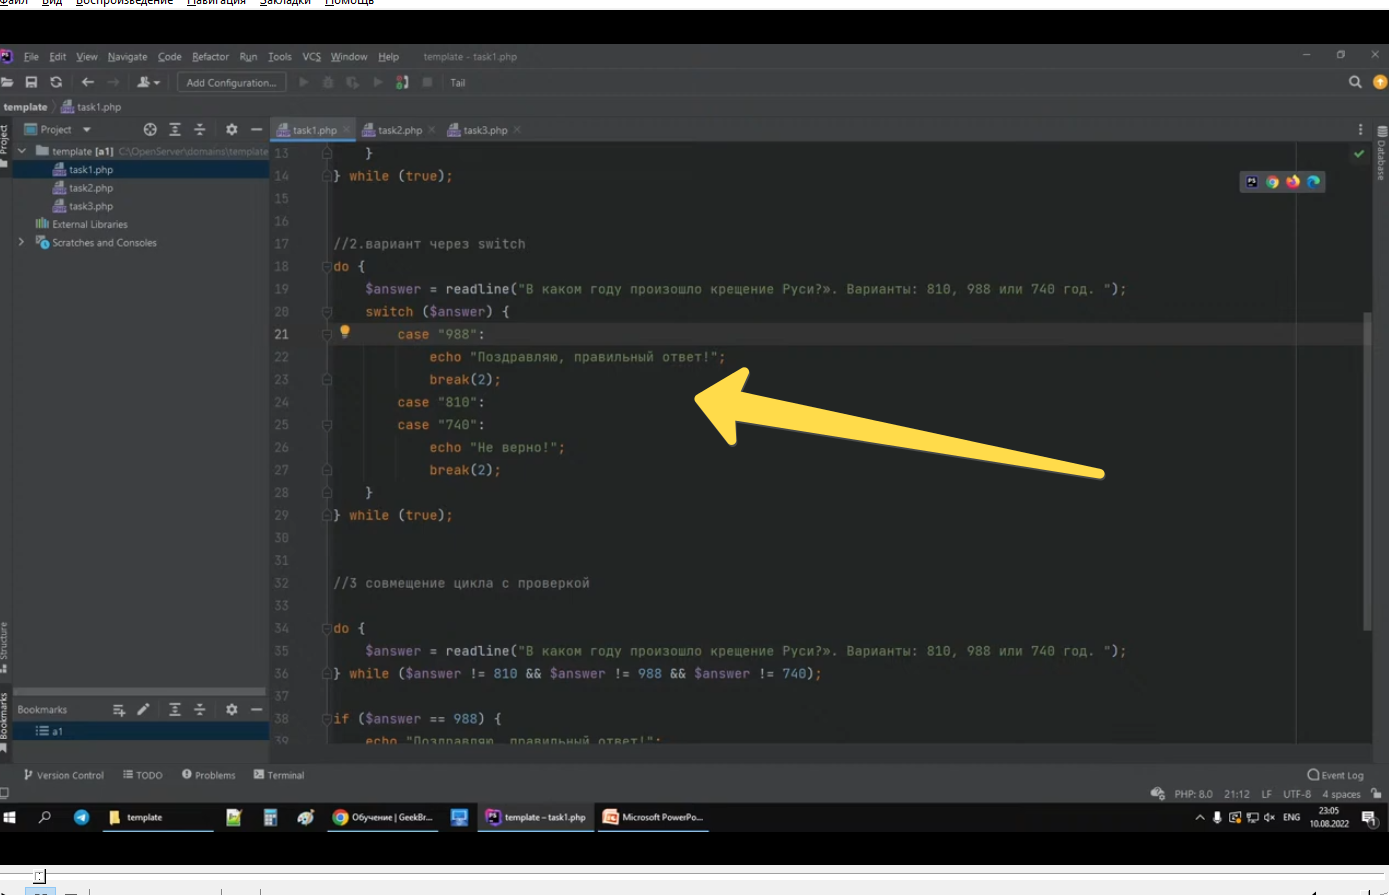 Файл Вид Воспроизведение Навигация Закладки Помощь
File Edit View Navigate Code Refactor Run Tools VCS Window Help template - task1.php
Add Configuration... Tail
template task1.php
Project
Project
task1.php task2.php task3.php
template [a1] C:\OpenServer\domains\template
task1.php
task2.php
task3.php
External Libraries
Scratches and Consoles
Database
13 }
14 } while (true);
15
16
17 //2.вариант через switch
18 do {
19 $answer = readline("В каком году произошло крещение Руси?». Варианты: 810, 988 или 740 год. ");
20 switch ($answer) {
21 case "988":
22 echo "Поздравляю, правильный ответ!";
23 break(2);
24 case "810":
25 case "740":
26 echo "Не верно!";
27 break(2);
28 }
29 } while (true);
30
31
32 //3 совмещение цикла с проверкой
33
34 do {
35 $answer = readline("В каком году произошло крещение Руси?». Варианты: 810, 988 или 740 год. ");
36 } while ($answer != 810 && $answer != 988 && $answer != 740);
37
38 if ($answer == 988) {
39 echo "Поздравляю, правильный ответ!";
Structure
Bookmarks
Bookmarks
a1
Version Control TODO Problems Terminal Event Log
PHP: 8.0 21:12 LF UTF-8 4 spaces
template Обучение | GeekBr... template – task1.php Microsoft PowerPo... ENG 23:05
10.08.2022 1